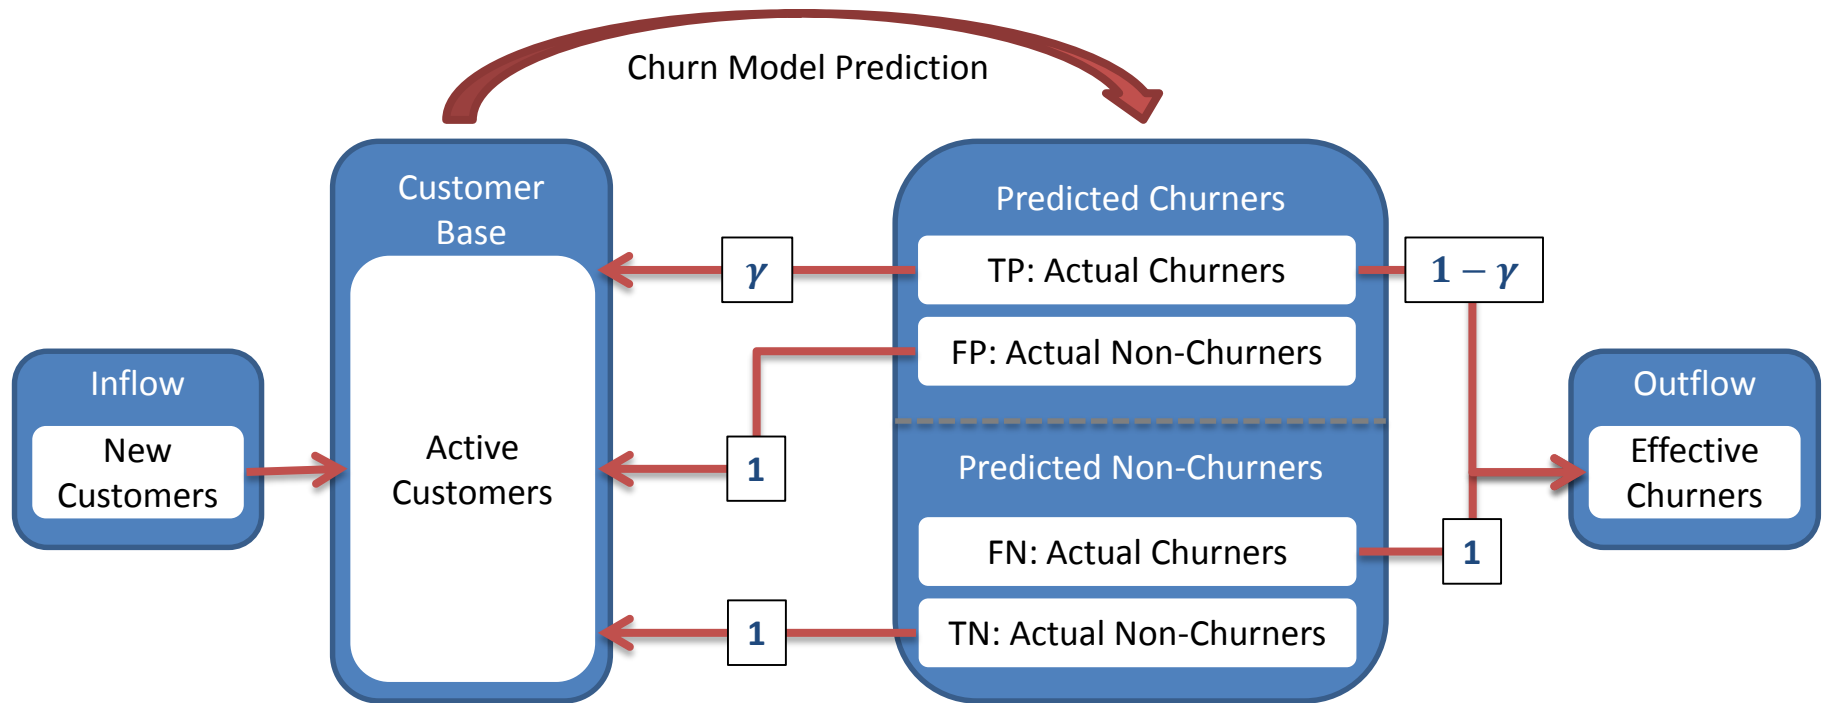 Churn Model Prediction
Customer
Base
Predicted Churners
γ
TP: Actual Churners
1 − γ
FP: Actual Non-Churners
Inflow
Outflow
New
Customers
Active
Customers
1
Predicted Non-Churners
Effective
Churners
FN: Actual Churners
1
1
TN: Actual Non-Churners